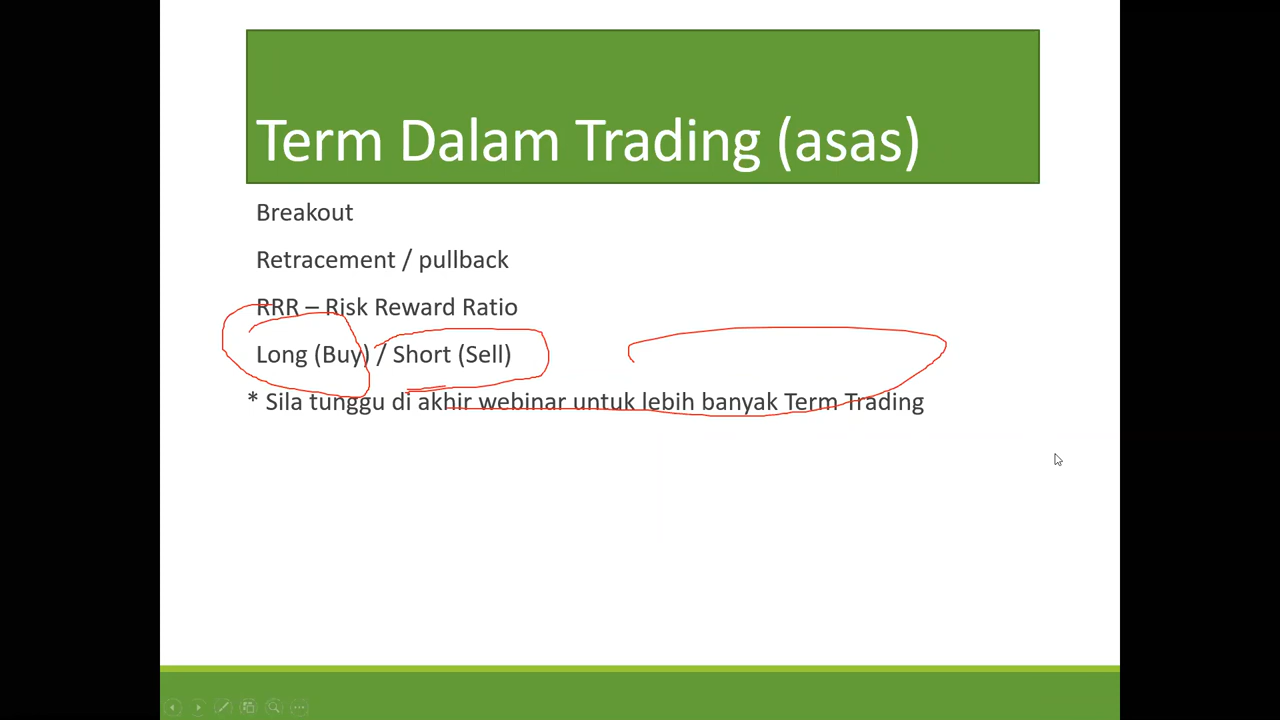 Term Dalam Trading (asas)
Breakout
Retracement / pullback
RRR – Risk Reward Ratio
Long (Buy) / Short (Sell)
* Sila tunggu di akhir webinar untuk lebih banyak Term Trading